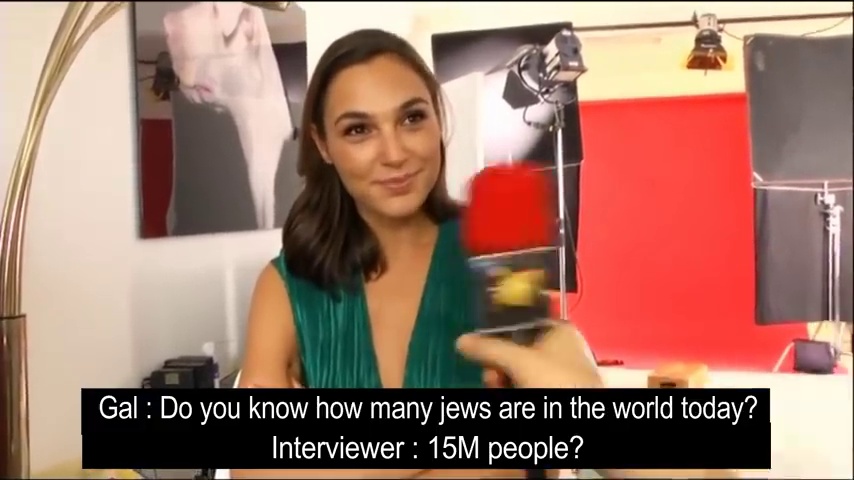 Gal : Do you know how many jews are in the world today?
Interviewer : 15M people?